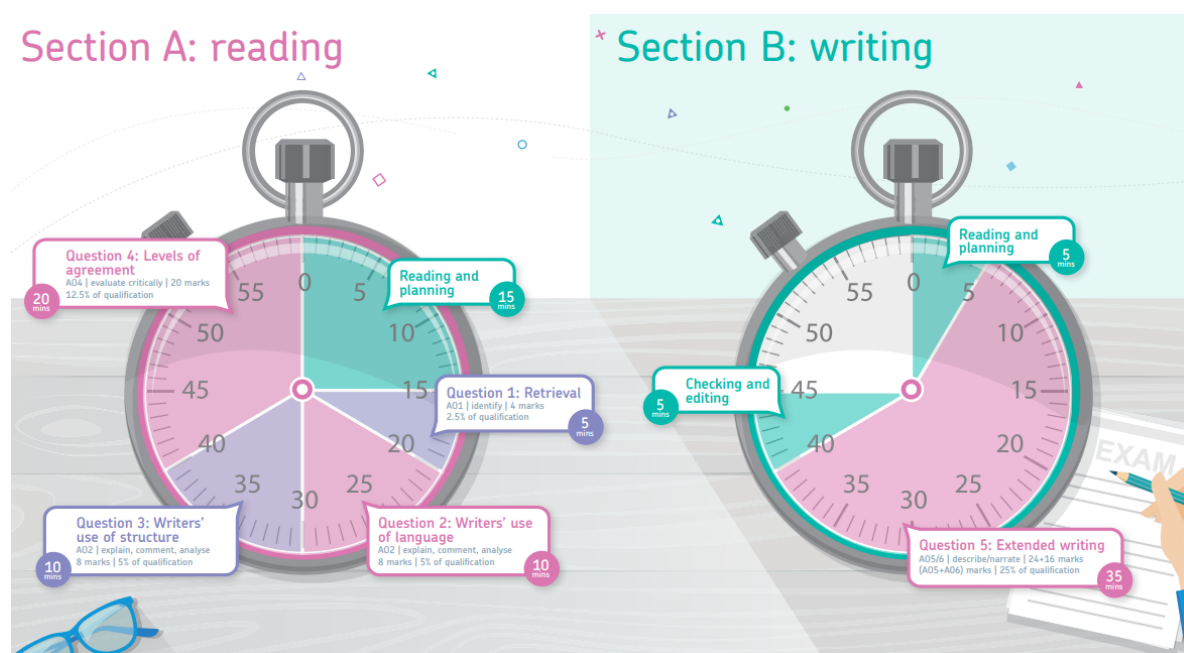 Section A: reading
Question 4: Levels of
agreement
AO4 | evaluate critically | 20 marks
12.5% of qualification
20
mins
Reading and
planning
15
mins
Question 1: Retrieval
AO1 | identify | 4 marks
2.5% of qualification
5
mins
Question 2: Writers' use
of language
AO2 | explain, comment, analyse
8 marks | 5% of qualification
10
mins
Question 3: Writers'
use of structure
AO2 | explain, comment, analyse
8 marks | 5% of qualification
10
mins
0
5
10
15
20
25
30
35
40
45
50
55
Section B: writing
Reading and
planning
5
mins
Question 5: Extended writing
AO5/6 | describe/narrate | 24+16 marks
(AO5+AO6) marks | 25% of qualification
35
mins
Checking and
editing
5
mins
0
5
10
15
20
25
30
35
40
45
50
55
EXAM